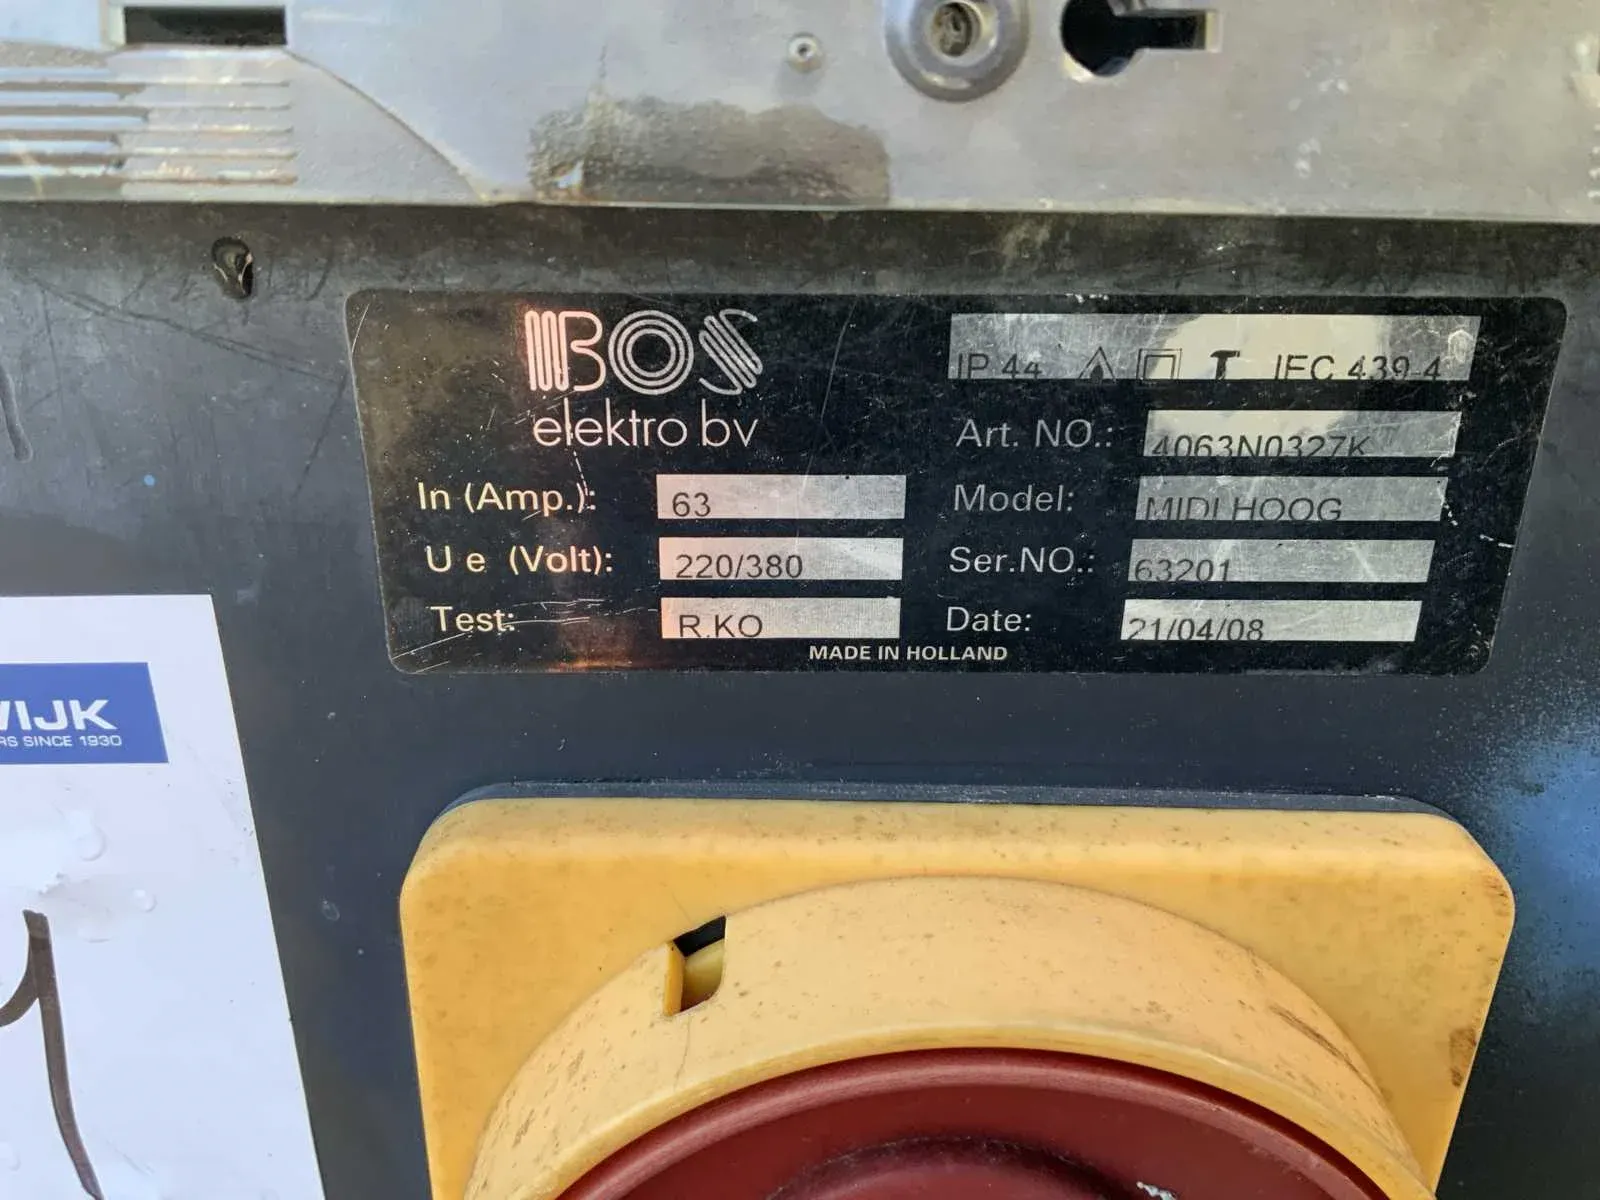 BOS
elektro bv
IP 44 T IEC 439-4
Art. NO.: 4063N0327K
In (Amp.): 63 Model: MIDI HOOG
U e (Volt): 220/380 Ser.NO.: 63201
Test: R.KO Date: 21/04/08
MADE IN HOLLAND
WIJK
RS SINCE 1930